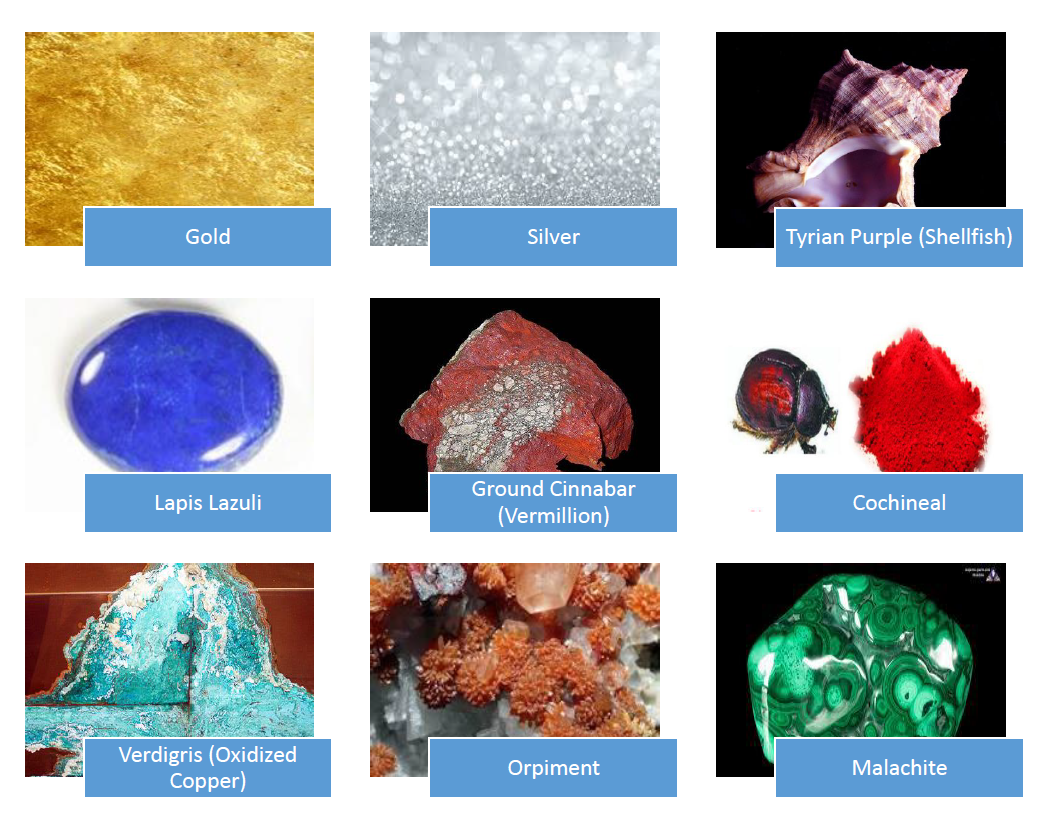 Gold
Silver
Tyrian Purple (Shellfish)
Lapis Lazuli
Ground Cinnabar
(Vermillion)
Cochineal
Verdigris (Oxidized
Copper)
Orpiment
Malachite